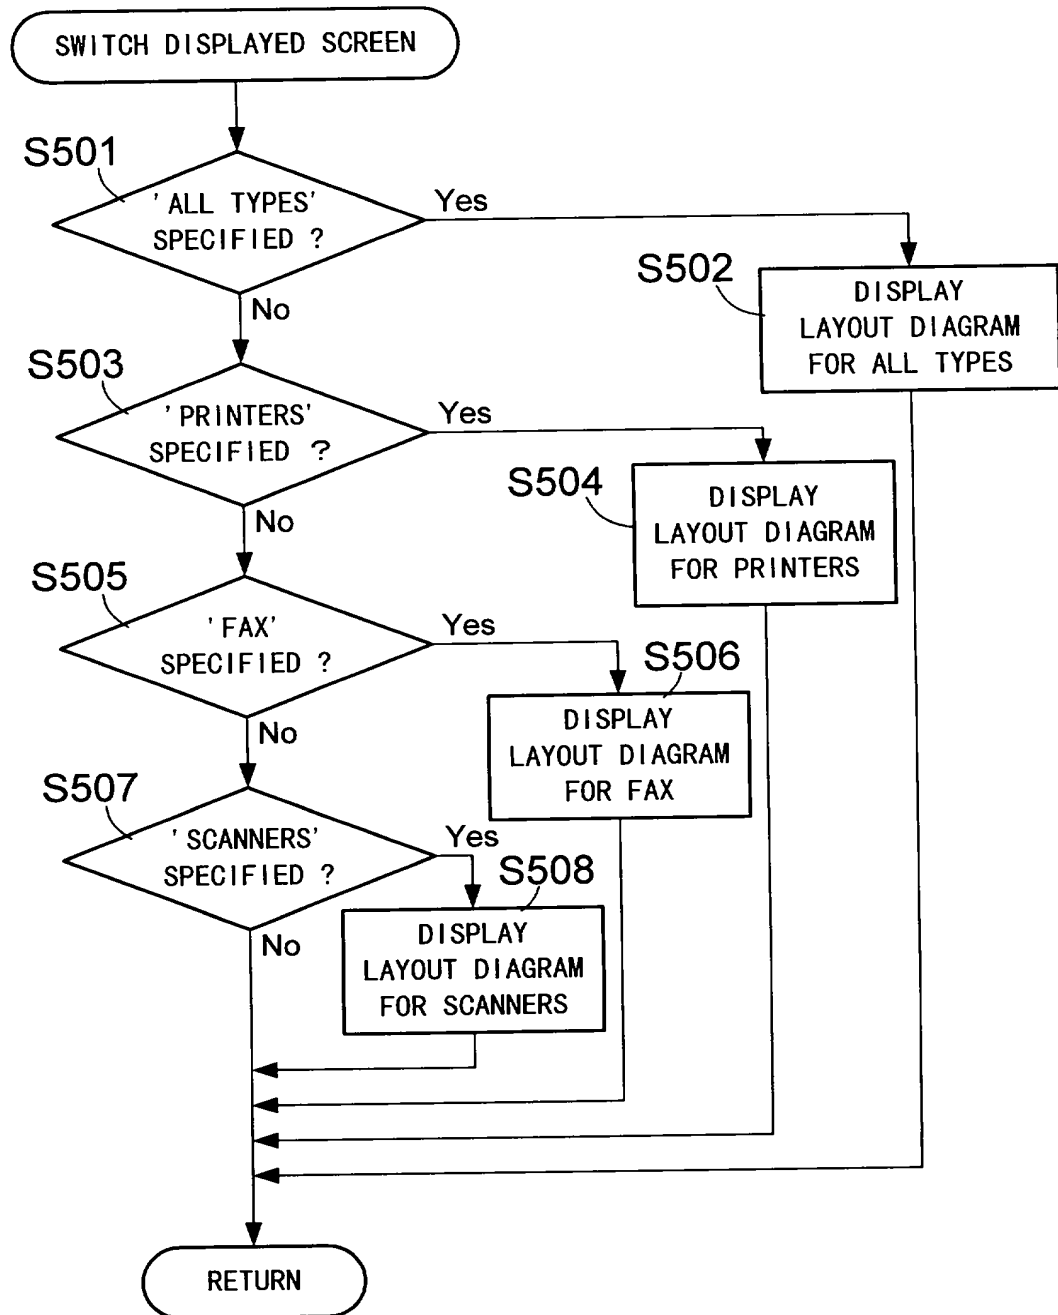 SWITCH DISPLAYED SCREEN
S501
'ALL TYPES'
SPECIFIED ?
Yes
No
S502
DISPLAY
LAYOUT DIAGRAM
FOR ALL TYPES
S503
'PRINTERS'
SPECIFIED ?
Yes
No
S504
DISPLAY
LAYOUT DIAGRAM
FOR PRINTERS
S505
'FAX'
SPECIFIED ?
Yes
No
S506
DISPLAY
LAYOUT DIAGRAM
FOR FAX
S507
'SCANNERS'
SPECIFIED ?
Yes
No
S508
DISPLAY
LAYOUT DIAGRAM
FOR SCANNERS
RETURN